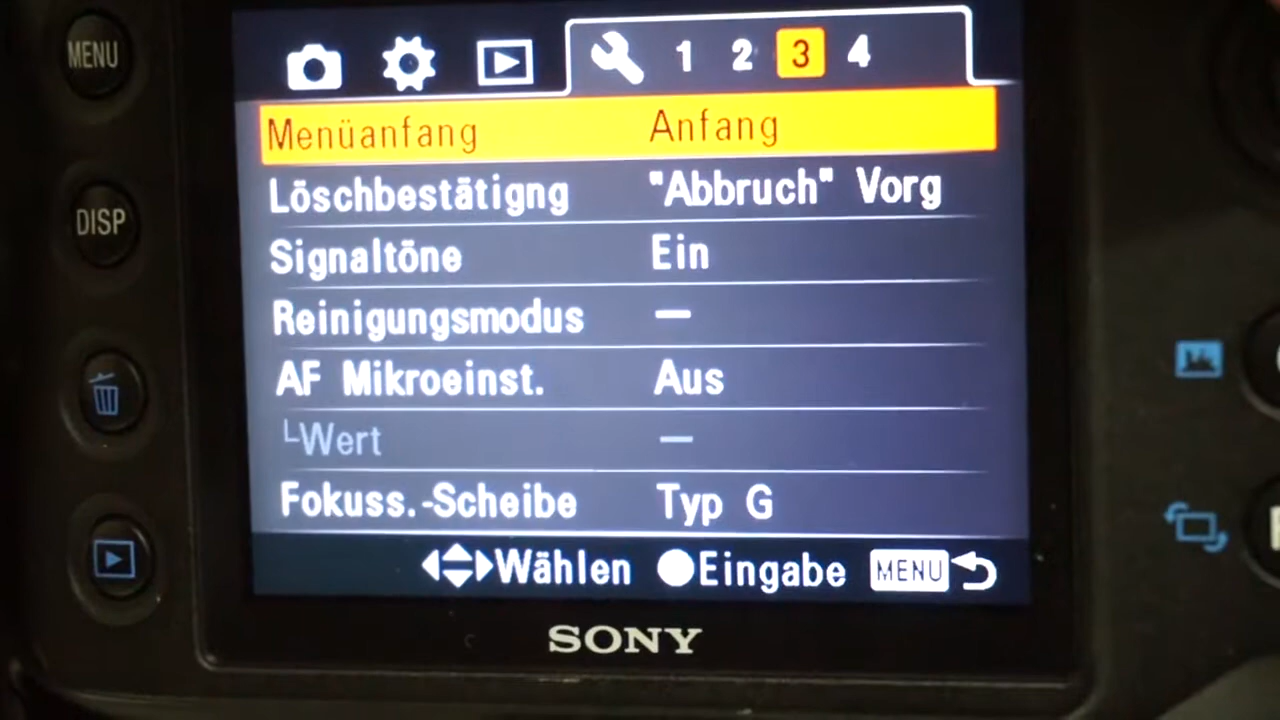 MENU
1 2 3 4
Menüanfang Anfang
DISP
Löschbestätigng "Abbruch" Vorg
Signaltöne Ein
Reinigungsmodus —
AF Mikroeinst. Aus
└Wert —
Fokuss.-Scheibe Typ G
Wählen Eingabe MENU
SONY